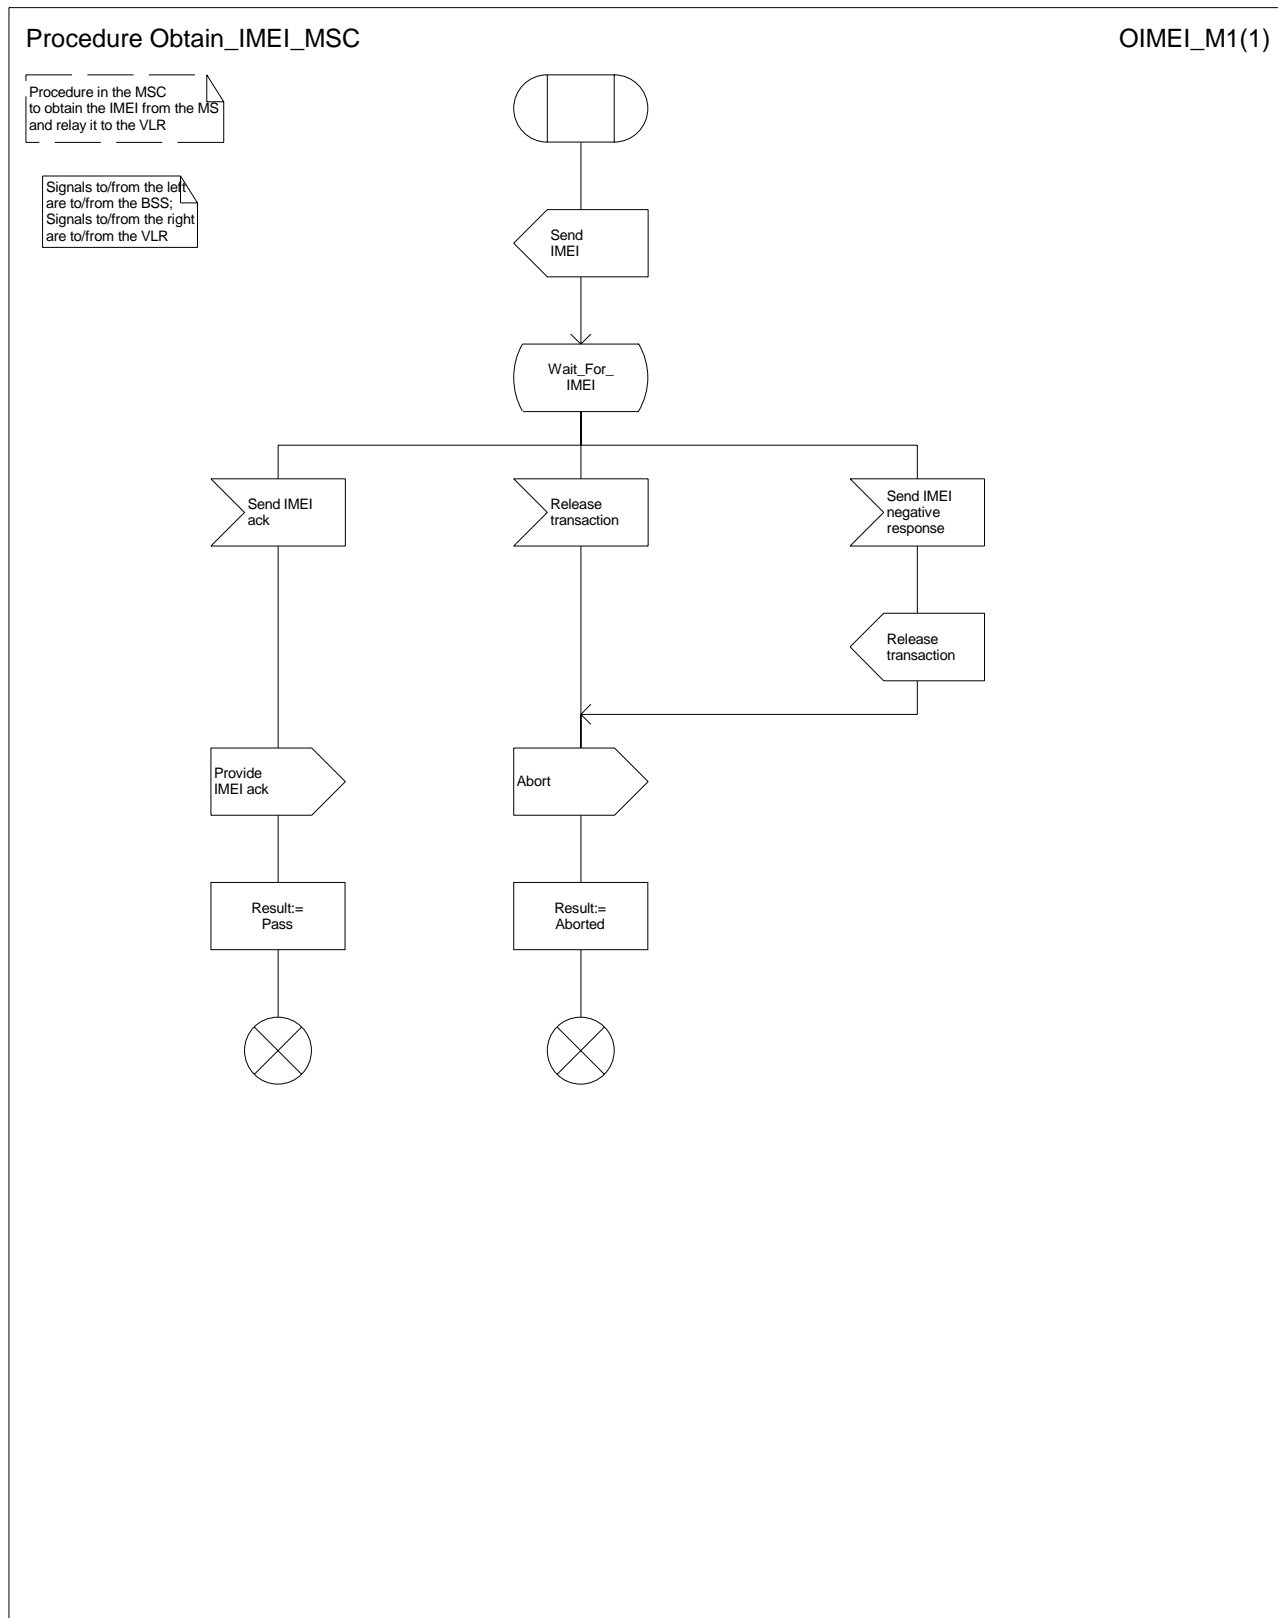 Procedure Obtain_IMEI_MSC
OIMEI_M1(1)
Procedure in the MSC
to obtain the IMEI from the MS
and relay it to the VLR
Signals to/from the left
are to/from the BSS;
Signals to/from the right
are to/from the VLR
Send
IMEI
Wait_For_
IMEI
Send IMEI
ack
Release
transaction
Send IMEI
negative
response
Release
transaction
Provide
IMEI ack
Abort
Result:=
Pass
Result:=
Aborted